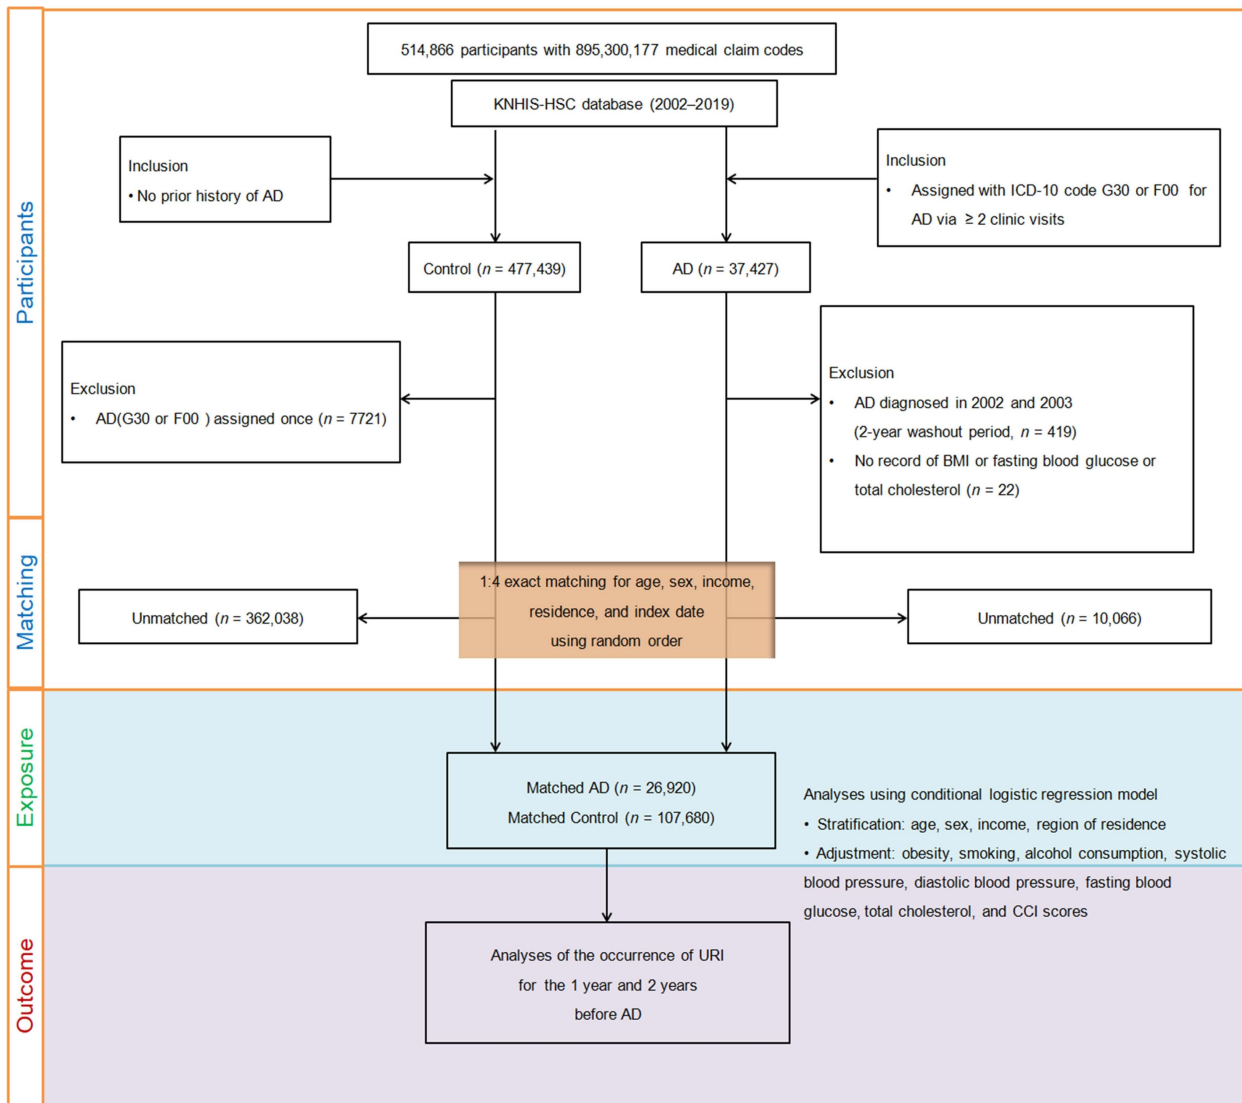 514,866 participants with 895,300,177 medical claim codes
KNHIS-HSC database (2002–2019)
Inclusion
• No prior history of AD
Inclusion
• Assigned with ICD-10 code G30 or F00 for
AD via ≥ 2 clinic visits
Control (n = 477,439)
AD (n = 37,427)
Participants
Exclusion
• AD(G30 or F00 ) assigned once (n = 7721)
Exclusion
• AD diagnosed in 2002 and 2003
(2-year washout period, n = 419)
• No record of BMI or fasting blood glucose or
total cholesterol (n = 22)
Matching
1:4 exact matching for age, sex, income,
residence, and index date
using random order
Unmatched (n = 362,038)
Unmatched (n = 10,066)
Exposure
Matched AD (n = 26,920)
Matched Control (n = 107,680)
Analyses using conditional logistic regression model
• Stratification: age, sex, income, region of residence
• Adjustment: obesity, smoking, alcohol consumption, systolic
blood pressure, diastolic blood pressure, fasting blood
glucose, total cholesterol, and CCI scores
Outcome
Analyses of the occurrence of URI
for the 1 year and 2 years
before AD